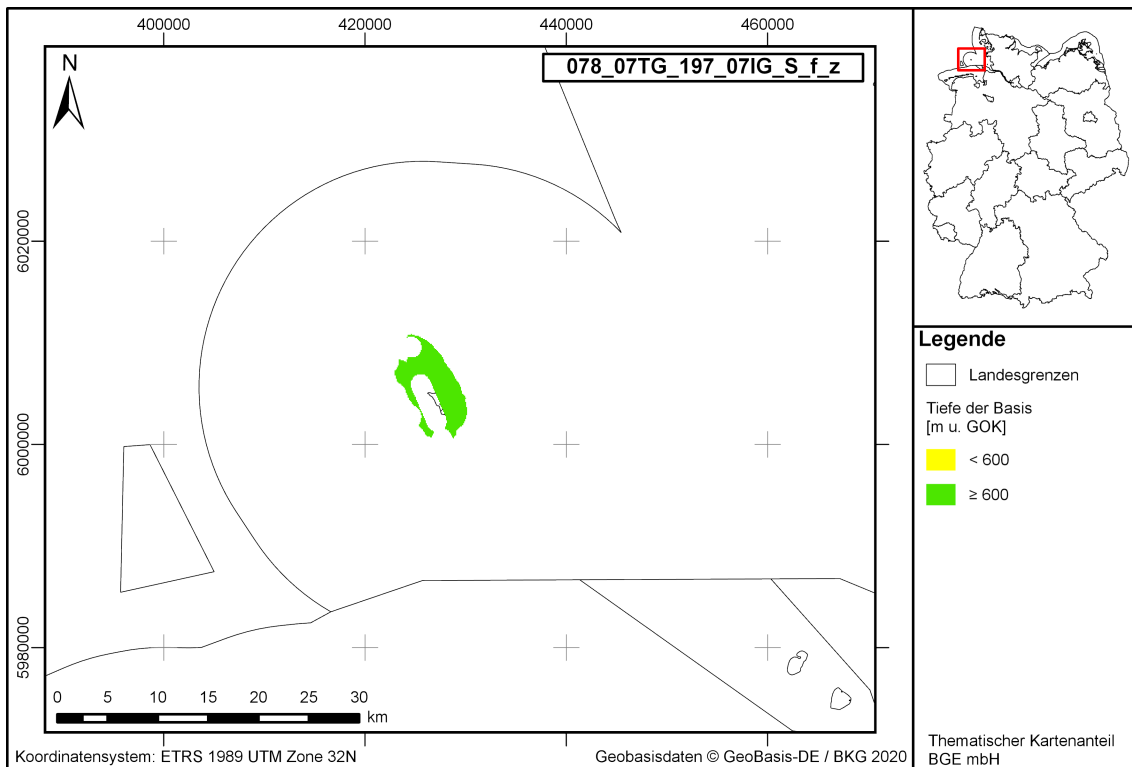 400000
420000
440000
460000
078_07TG_197_07IG_S_f_z
N
6020000
6000000
5980000
0
5
10
15
20
25
30
km
Koordinatensystem: ETRS 1989 UTM Zone 32N
Geobasisdaten © GeoBasis-DE / BKG 2020
Legende
Landesgrenzen
Tiefe der Basis
[m u. GOK]
< 600
≥ 600
Thematischer Kartenanteil
BGE mbH